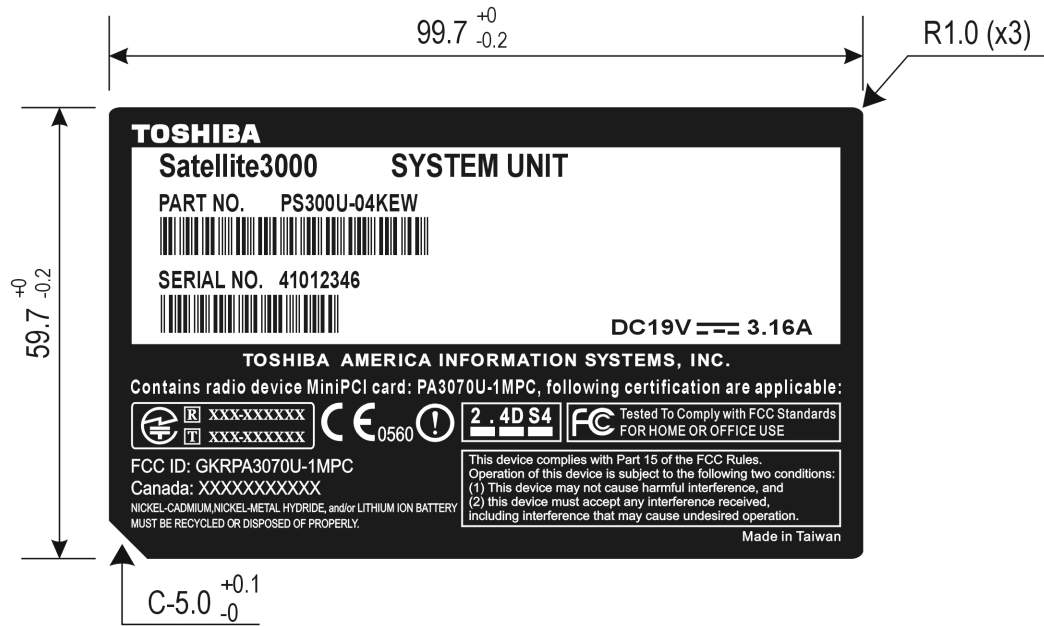 99.7 +0 -0.2
R1.0 (x3)
59.7 +0 -0.2
TOSHIBA
Satellite3000 SYSTEM UNIT
PART NO. PS300U-04KEW
SERIAL NO. 41012346
DC19V 3.16A
TOSHIBA AMERICA INFORMATION SYSTEMS, INC.
Contains radio device MiniPCI card: PA3070U-1MPC, following certification are applicable:
R XXX-XXXXXX
T XXX-XXXXXX
CE0560
2.4DS4
FC Tested To Comply with FCC Standards
FOR HOME OR OFFICE USE
FCC ID: GKRPA3070U-1MPC
Canada: XXXXXXXXXXX
NICKEL-CADMIUM,NICKEL-METAL HYDRIDE, and/or LITHIUM ION BATTERY
MUST BE RECYCLED OR DISPOSED OF PROPERLY.
This device complies with Part 15 of the FCC Rules.
Operation of this device is subject to the following two conditions:
(1) This device may not cause harmful interference, and
(2) this device must accept any interference received,
including interference that may cause undesired operation.
Made in Taiwan
C-5.0 +0.1 -0